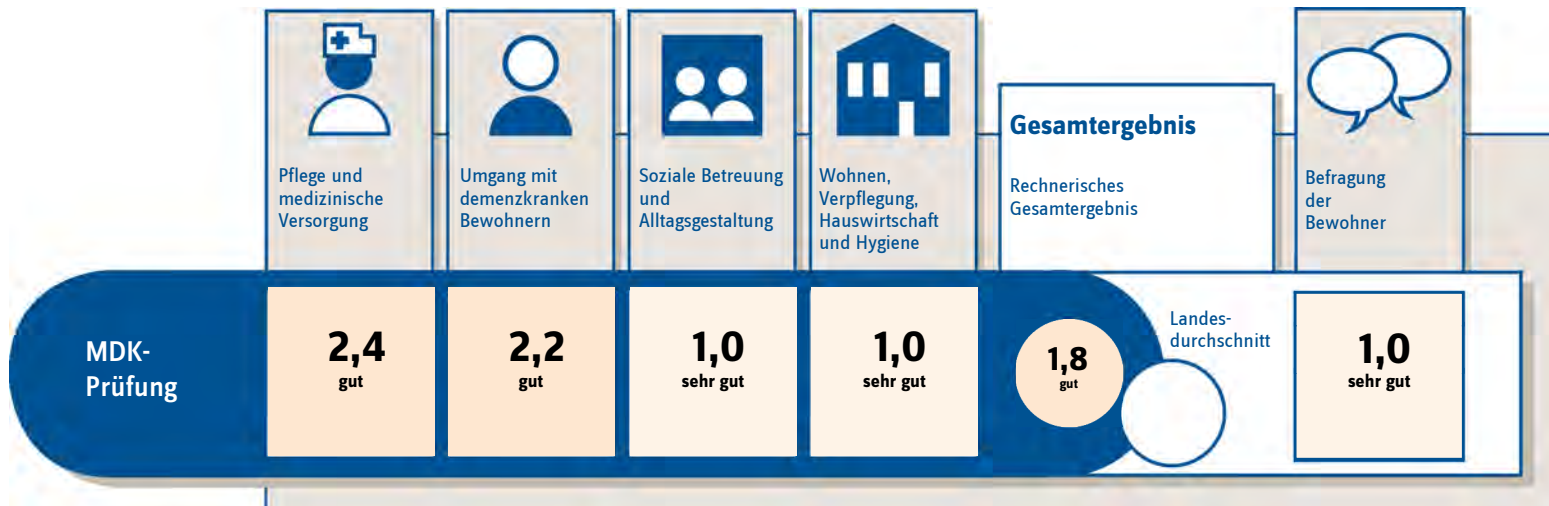 Pflege und
medizinische
Versorgung
Umgang mit
demenzkranken
Bewohnern
Soziale Betreuung
und
Alltagsgestaltung
Wohnen,
Verpflegung,
Hauswirtschaft
und Hygiene
Gesamtergebnis
Rechnerisches
Gesamtergebnis
Befragung
der
Bewohner
MDK-
Prüfung
2,4
gut
2,2
gut
1,0
sehr gut
1,0
sehr gut
1,8
gut
Landes-
durchschnitt
1,0
sehr gut